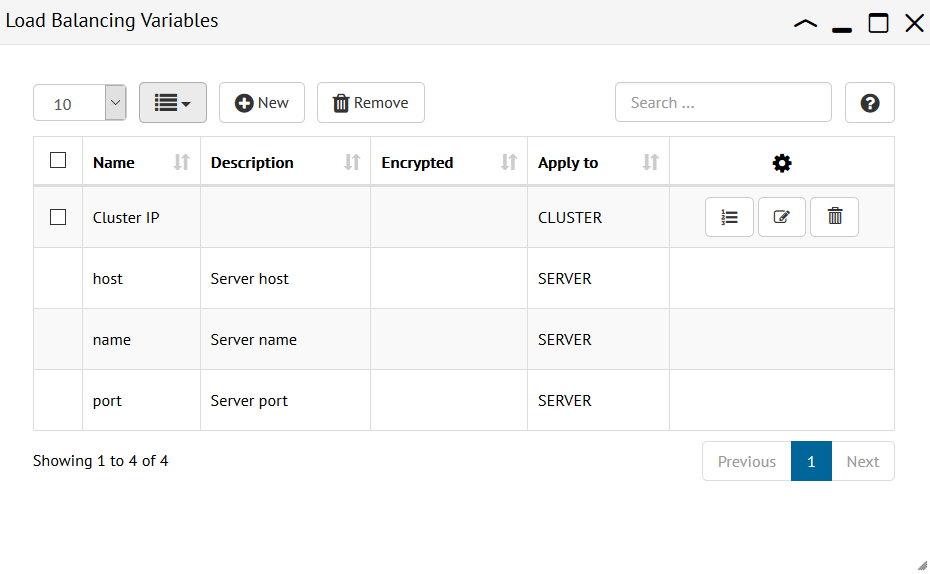 Load Balancing Variables
10 New Remove Search ...
Name Description Encrypted Apply to
Cluster IP CLUSTER
host Server host SERVER
name Server name SERVER
port Server port SERVER
Showing 1 to 4 of 4 Previous 1 Next